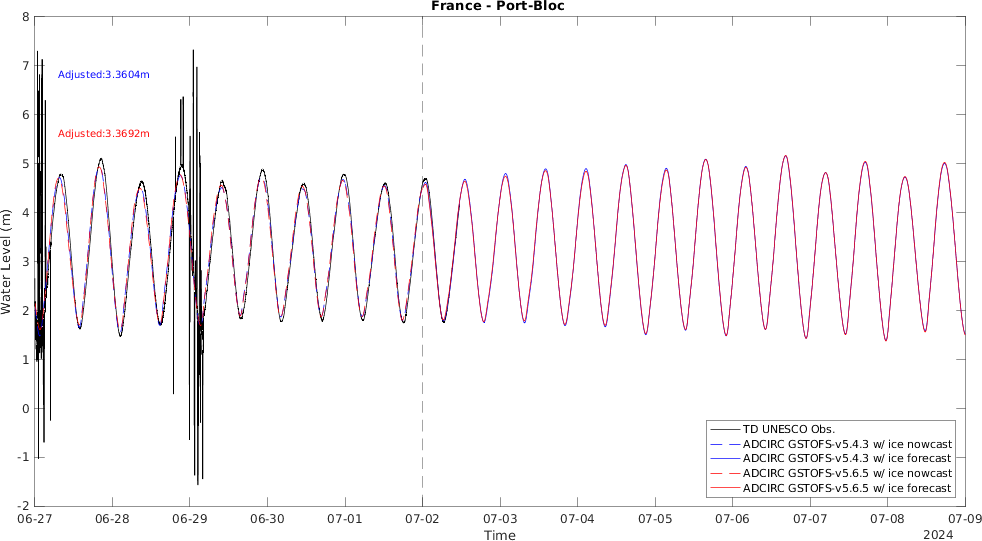 France - Port-Bloc
8
7
6
5
4
3
2
1
0
-1
-2
Water Level (m)
Adjusted:3.3604m
Adjusted:3.3692m
TD UNESCO Obs.
ADCIRC GSTOFS-v5.4.3 w/ ice nowcast
ADCIRC GSTOFS-v5.4.3 w/ ice forecast
ADCIRC GSTOFS-v5.6.5 w/ ice nowcast
ADCIRC GSTOFS-v5.6.5 w/ ice forecast
06-27 06-28 06-29 06-30 07-01 07-02 07-03 07-04 07-05 07-06 07-07 07-08 07-09
Time
2024